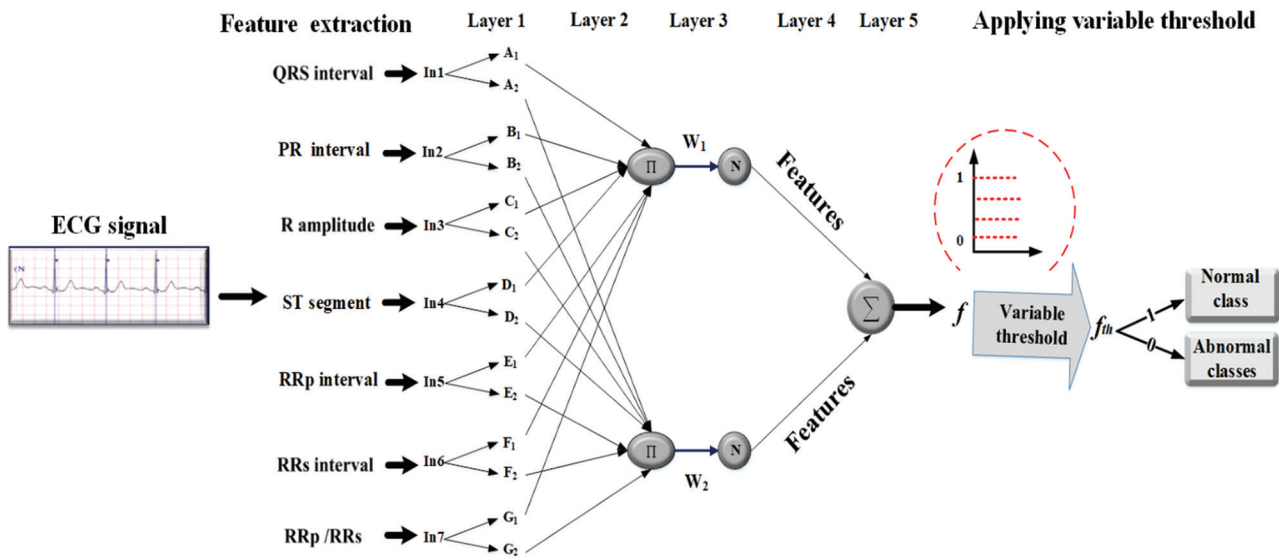 Feature extraction
Layer 1
Layer 2
Layer 3
Layer 4
Layer 5
Applying variable threshold
ECG signal
(N
QRS interval
In1
A1
A2
PR interval
In2
B1
B2
R amplitude
In3
C1
C2
ST segment
In4
D1
D2
RRp interval
In5
E1
E2
RRs interval
In6
F1
F2
RRp /RRs
In7
G1
G2
Π
W1
N
Π
W2
N
Features
Features
∑
f
1
0
Variable
threshold
fth
1
0
Normal
class
Abnormal
classes